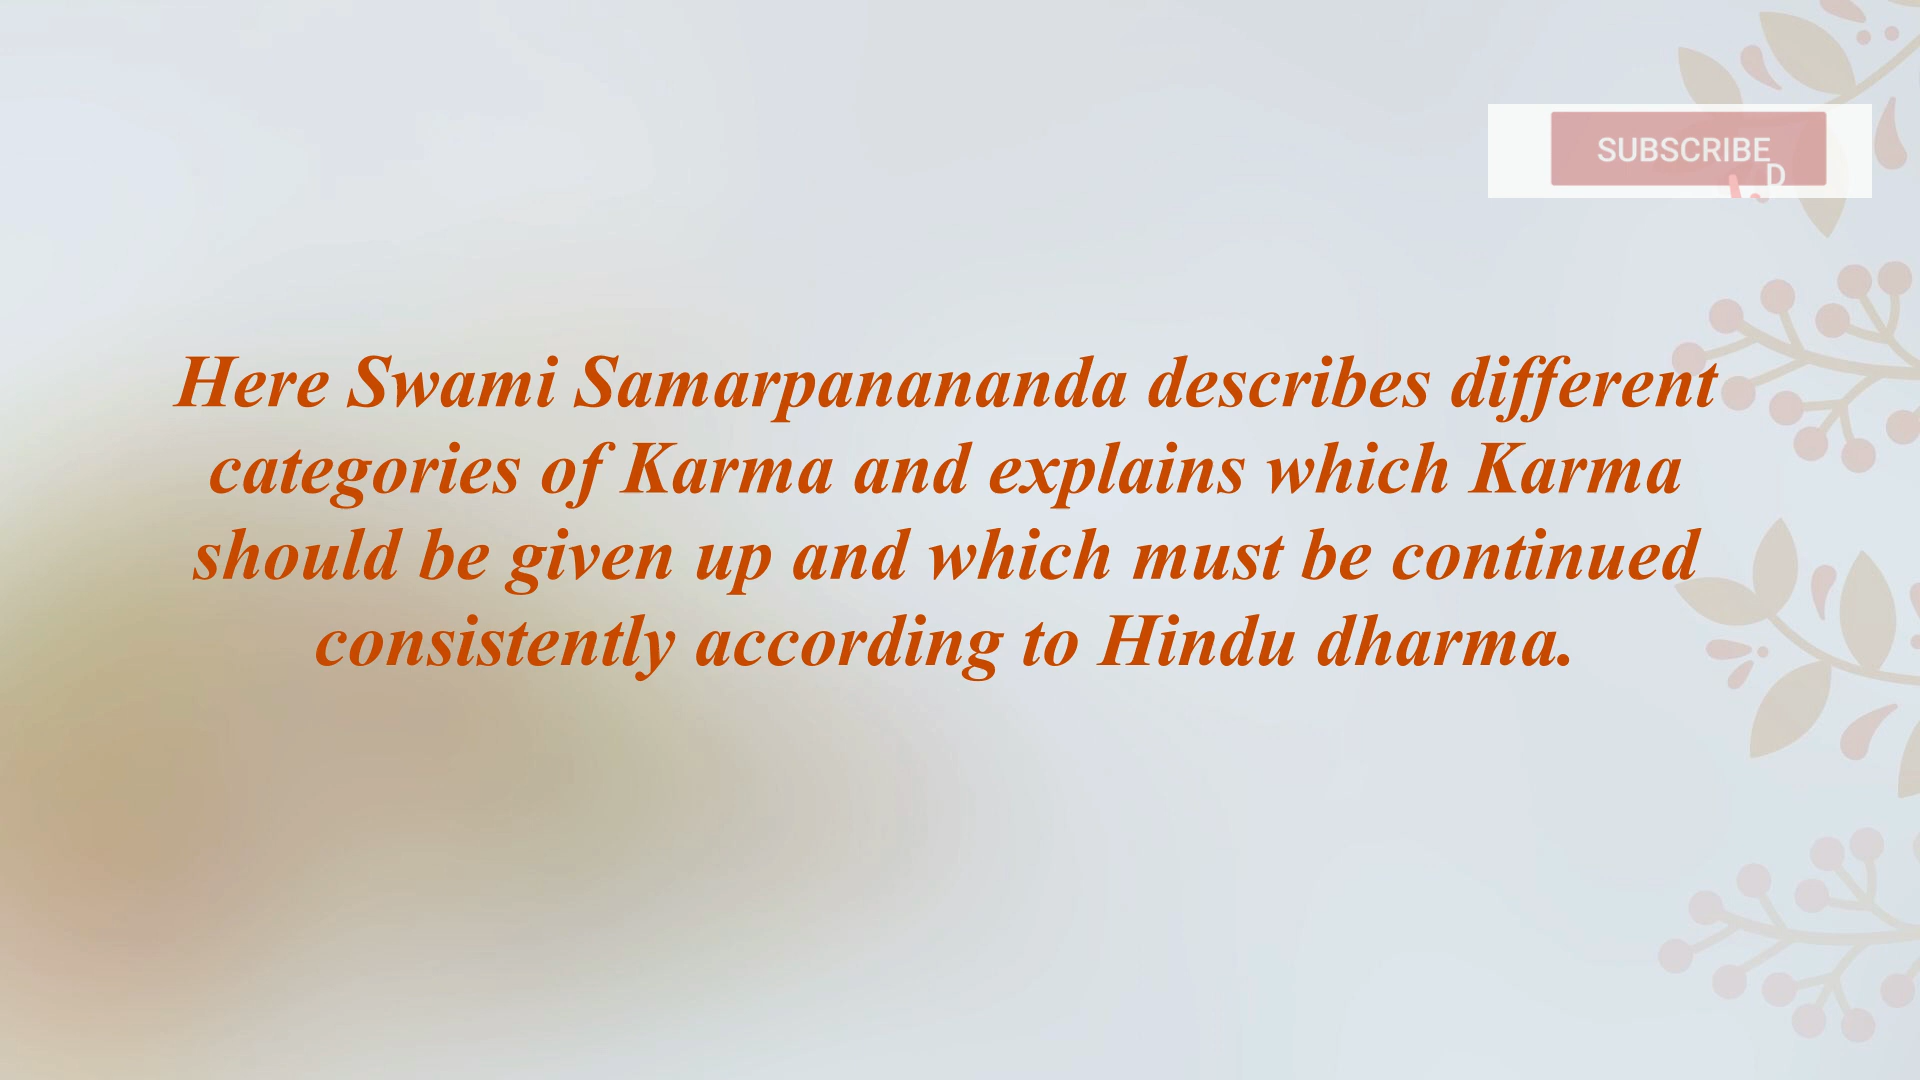 SUBSCRIBE
D
Here Swami Samarpanananda describes different
categories of Karma and explains which Karma
should be given up and which must be continued
consistently according to Hindu dharma.